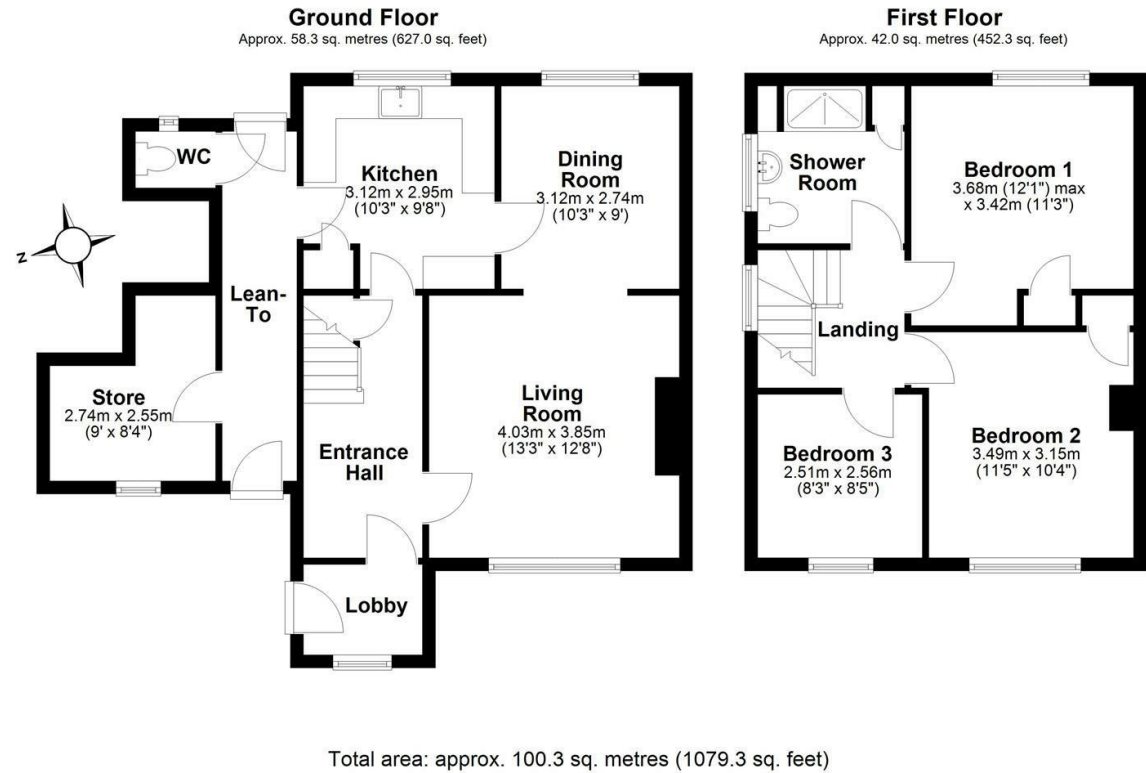 Ground Floor
Approx. 58.3 sq. metres (627.0 sq. feet)
WC
Kitchen
3.12m x 2.95m
(10'3" x 9'8")
Dining
Room
3.12m x 2.74m
(10'3" x 9')
N
Lean-
To
Store
2.74m x 2.55m
(9' x 8'4")
Entrance
Hall
Living
Room
4.03m x 3.85m
(13'3" x 12'8")
Lobby
First Floor
Approx. 42.0 sq. metres (452.3 sq. feet)
Shower
Room
Bedroom 1
3.68m (12'1") max
x 3.42m (11'3")
Landing
Bedroom 3
2.51m x 2.56m
(8'3" x 8'5")
Bedroom 2
3.49m x 3.15m
(11'5" x 10'4")
Total area: approx. 100.3 sq. metres (1079.3 sq. feet)